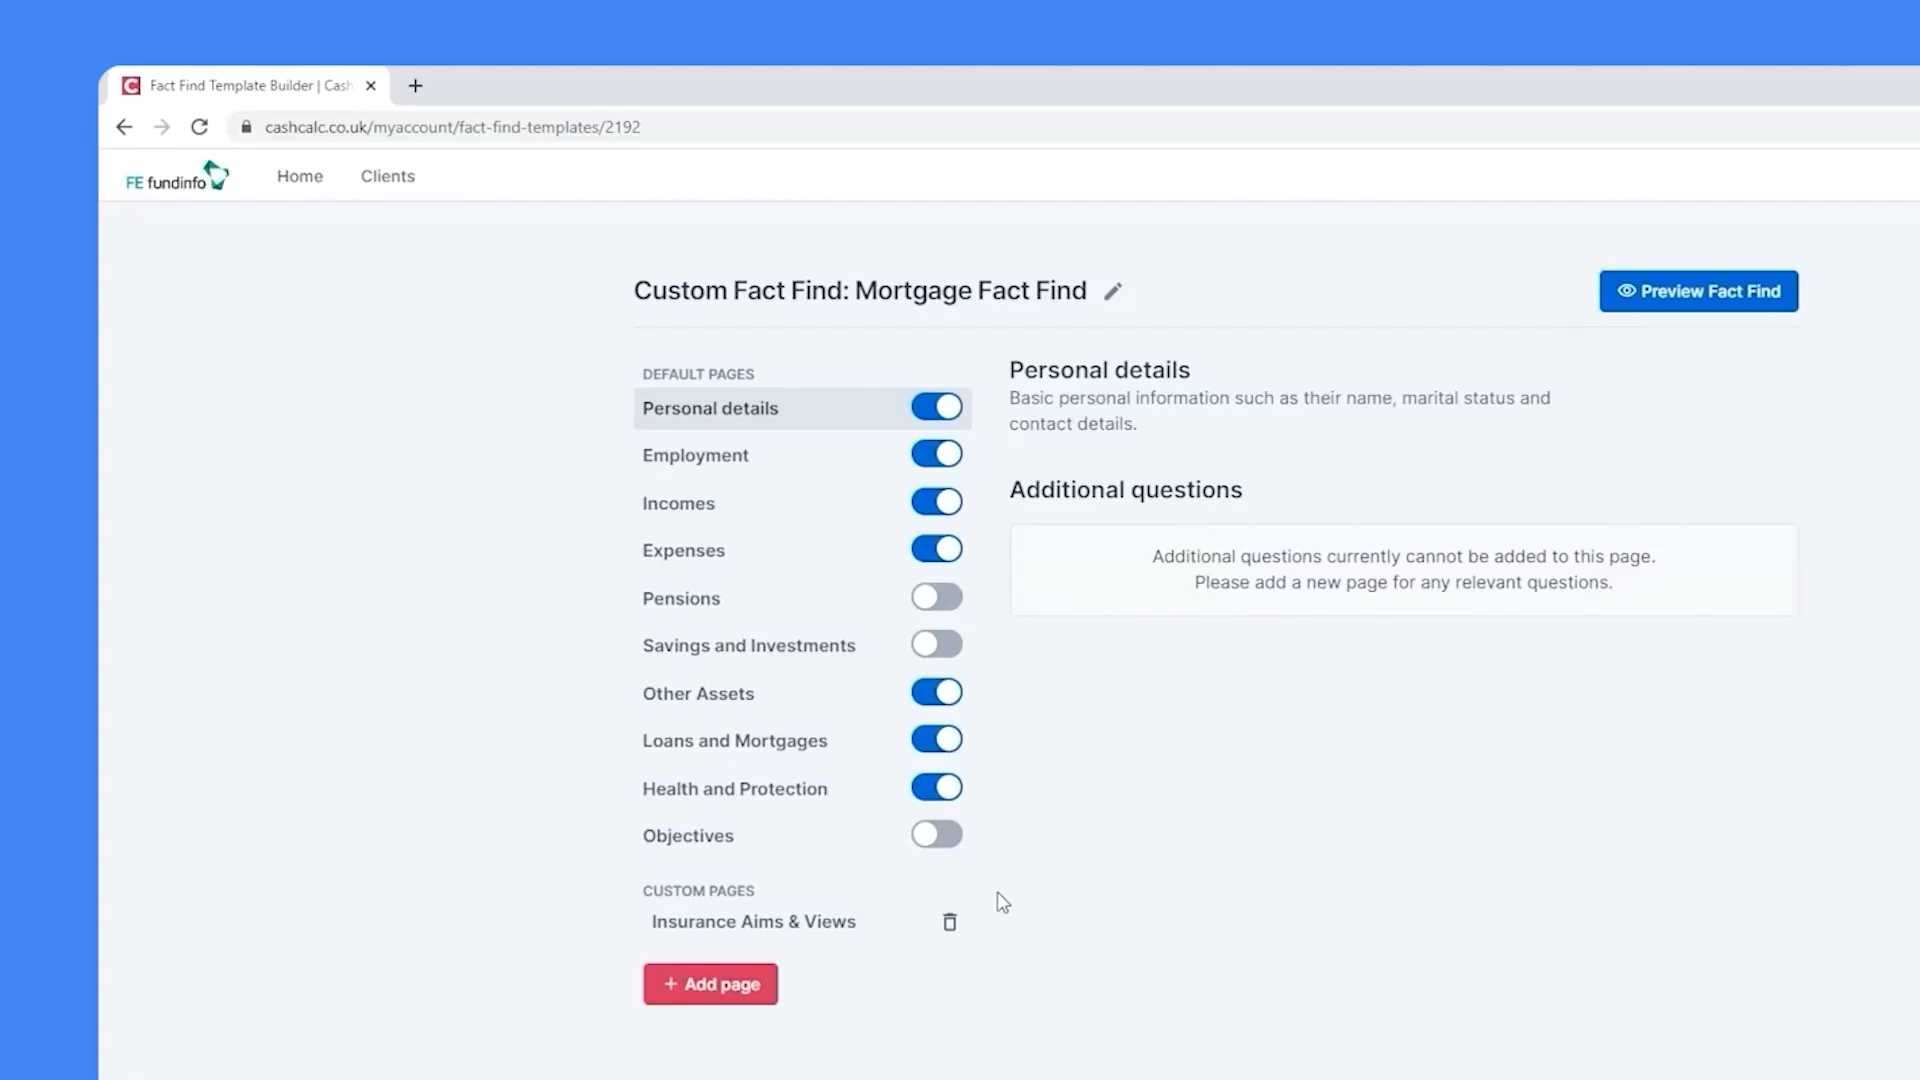 Fact Find Template Builder | Cash
cashcalc.co.uk/myaccount/fact-find-templates/2192
FE fundinfo
Home
Clients
Custom Fact Find: Mortgage Fact Find
Preview Fact Find
DEFAULT PAGES
Personal details
Employment
Incomes
Expenses
Pensions
Savings and Investments
Other Assets
Loans and Mortgages
Health and Protection
Objectives
CUSTOM PAGES
Insurance Aims & Views
+ Add page
Personal details
Basic personal information such as their name, marital status and
contact details.
Additional questions
Additional questions currently cannot be added to this page.
Please add a new page for any relevant questions.